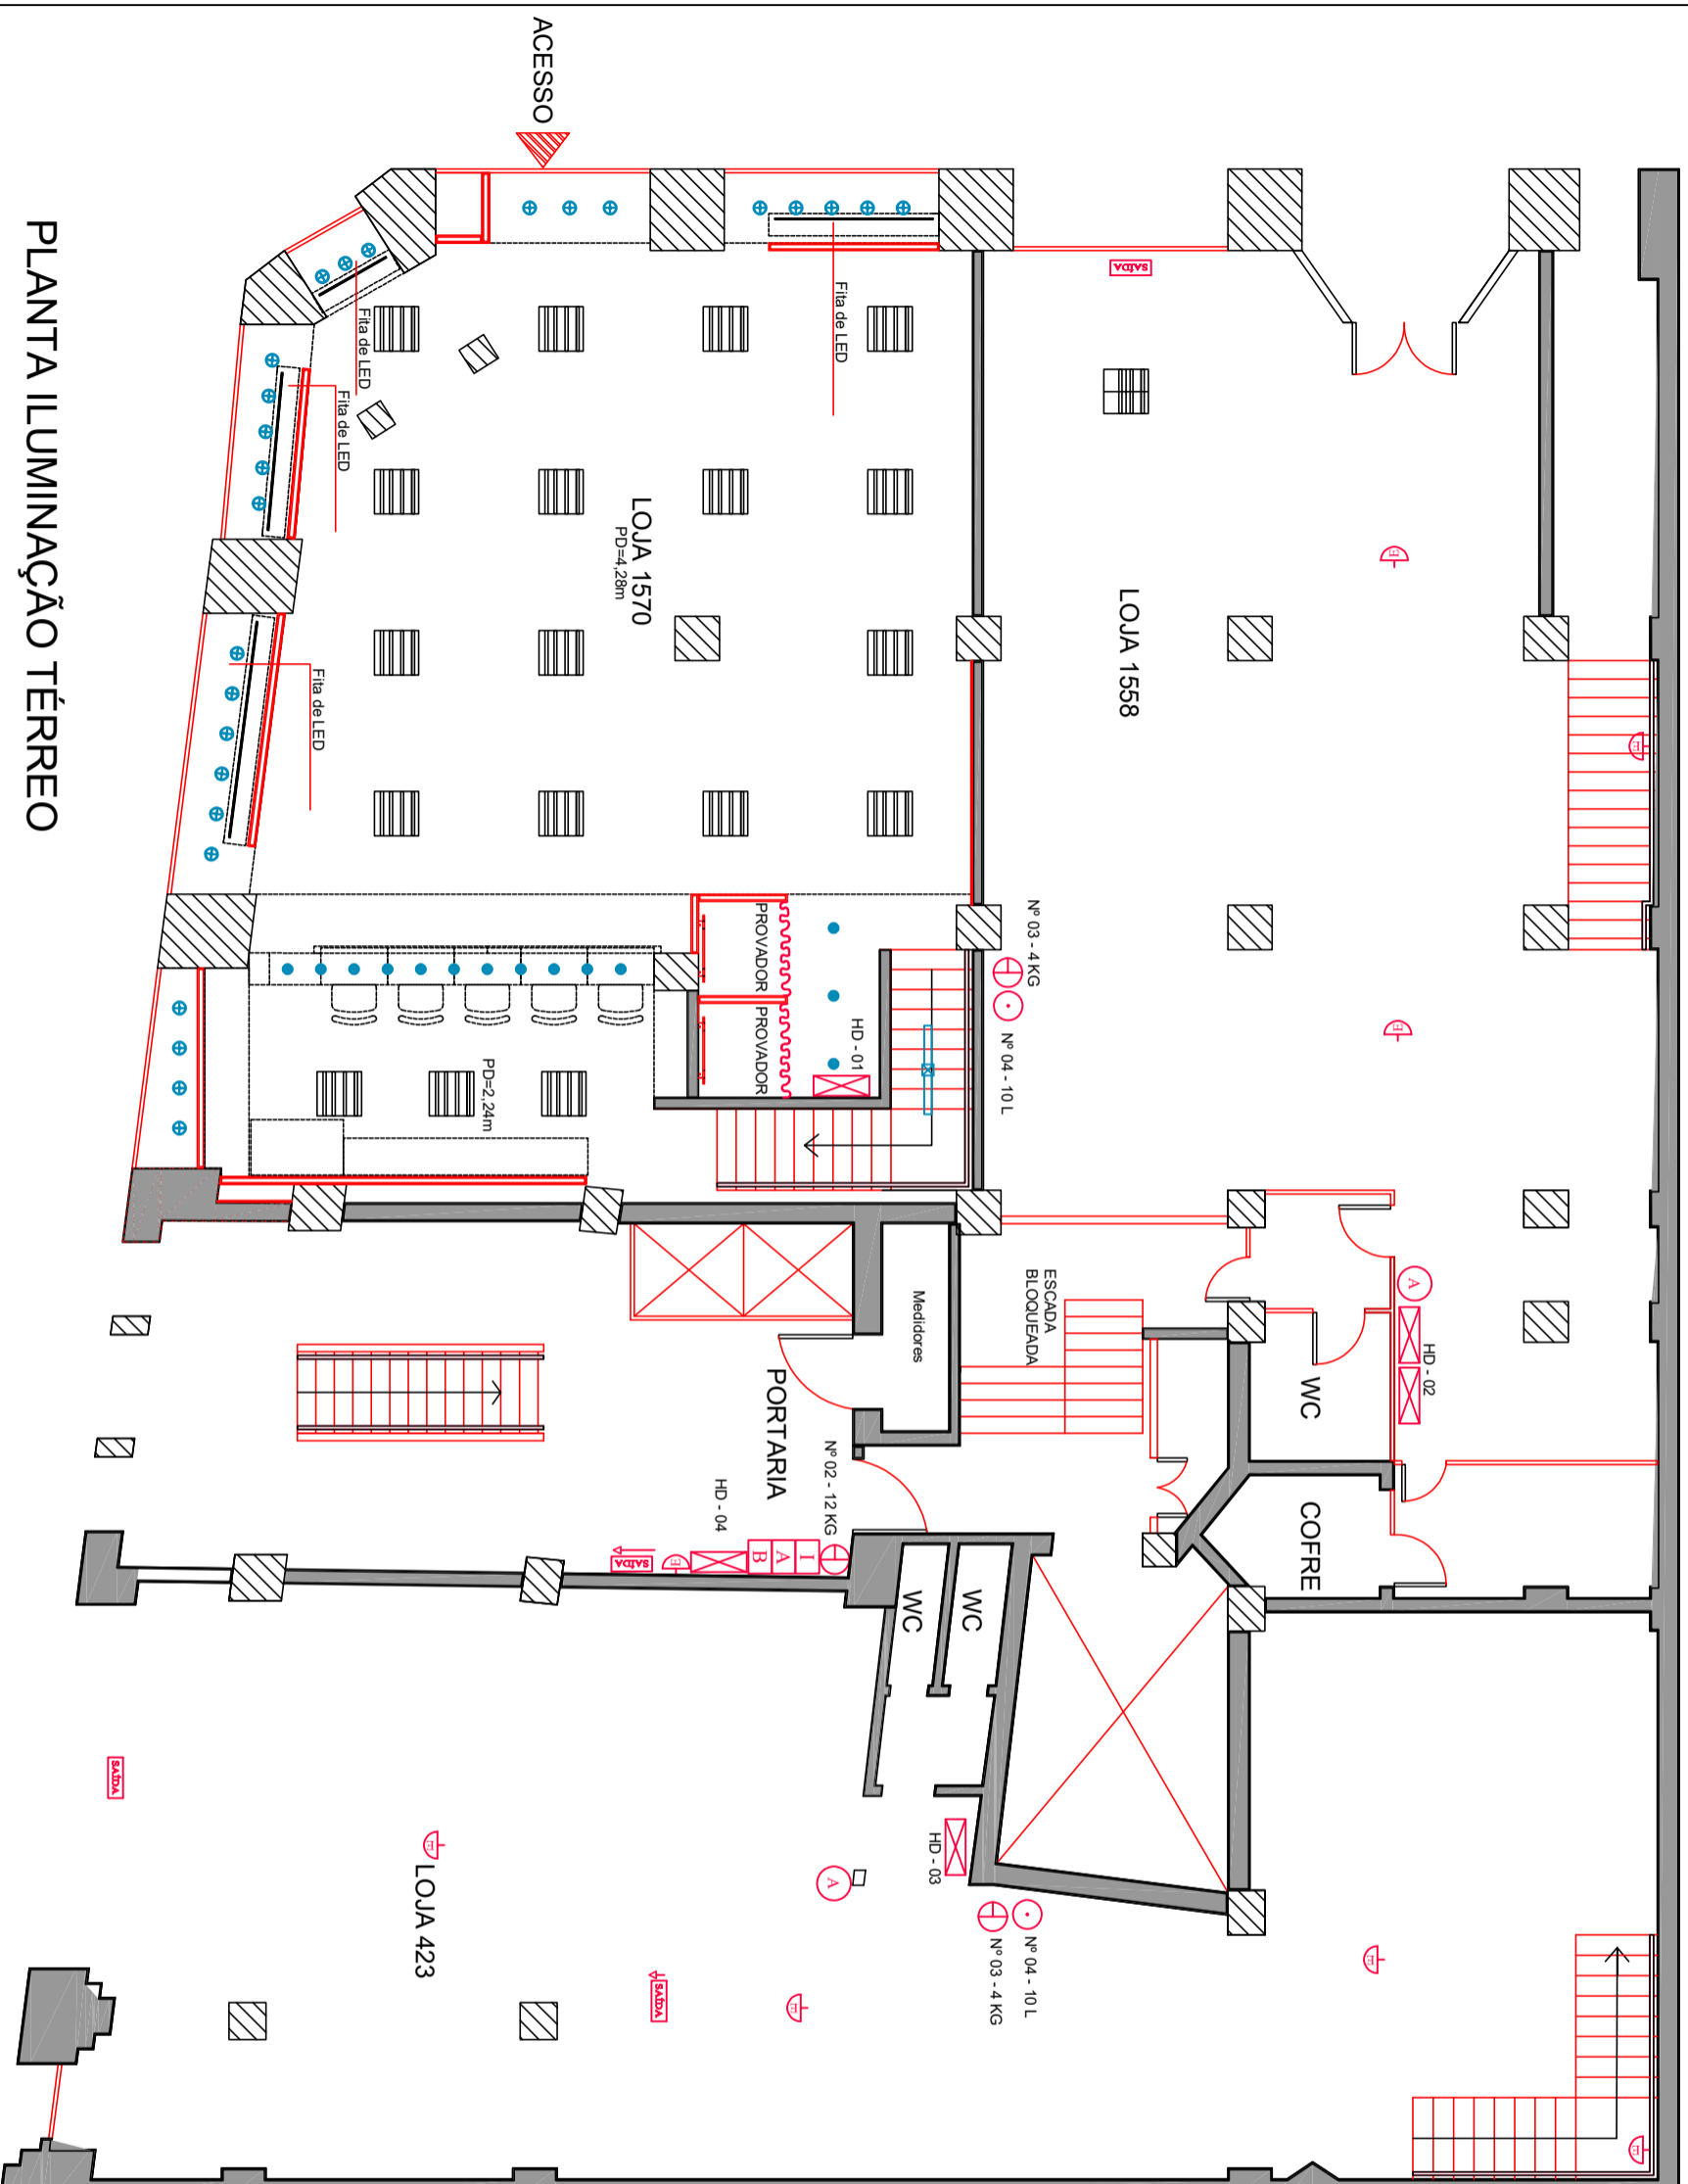 PLANTA ILUMINAÇÃO TÉRREO
ACESSO
SAÍDA
Fita de LED
Fita de LED
Fita de LED
Fita de LED
LOJA 1570
PD=4,28m
LOJA 1558
E
E
E
Nº 03 - 4 KG
Nº 04 - 10 L
PROVADOR
PROVADOR
HD - 01
PD=2,24m
ESCADA
BLOQUEADA
Medidores
A
HD - 02
WC
COFRE
PORTARIA
Nº 02 - 12 KG
HD - 04
I
A
B
E
SAÍDA
WC
WC
HD - 03
A
SAÍDA
E
LOJA 423
SAÍDA
E
Nº 04 - 10 L
Nº 03 - 4 KG
E
E